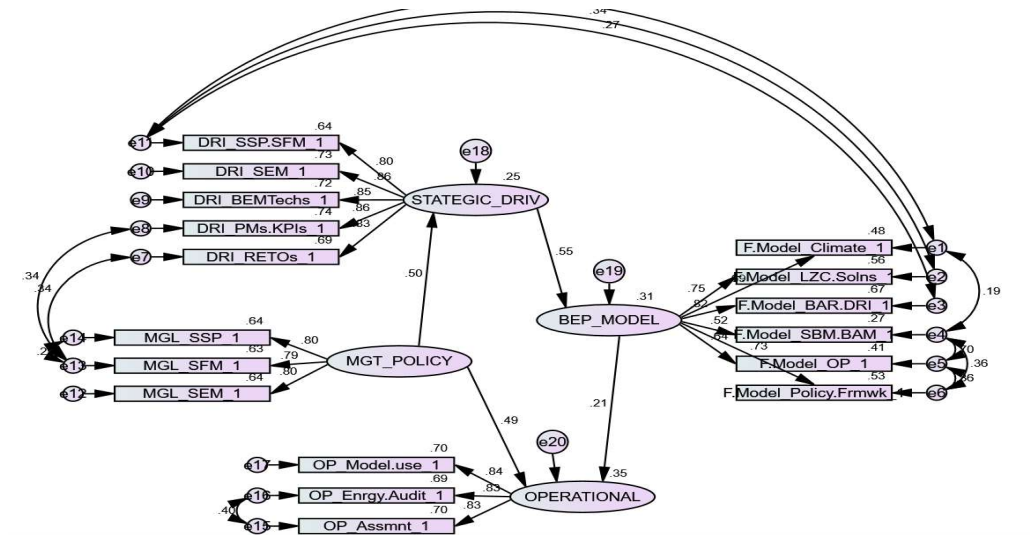 .34
.27
.64
e11
DRI_SSP.SFM_1
.80
.73
e10
DRI_SEM_1
.86
.72
e9
DRI_BEMTechs_1
.85
.74
e8
DRI_PMs.KPIs_1
.86
.69
e7
DRI_RETOs_1
.83
e18
.25
STATEGIC_DRIV
.34
.34
.50
.55
e19
.31
BEP_MODEL
.48
F.Model_Climate_1
e1
.56
.75
F.Model_LZC.Solns_1
e2
.19
.67
.82
F.Model_BAR.DRI_1
e3
.27
.52
F.Model_SBM.BAM_1
e4
.41
.64
.73
F.Model_OP_1
e5
.36
.53
F.Model_Policy.Frmwk_1
e6
.64
e14
MGL_SSP_1
.80
.63
e13
MGL_SFM_1
.79
.64
e12
MGL_SEM_1
.80
MGT_POLICY
.49
.21
e20
.35
OPERATIONAL
.70
e17
OP_Model.use_1
.84
.69
e16
OP_Enrgy.Audit_1
.83
.40
.70
e15
OP_Assmnt_1
.83